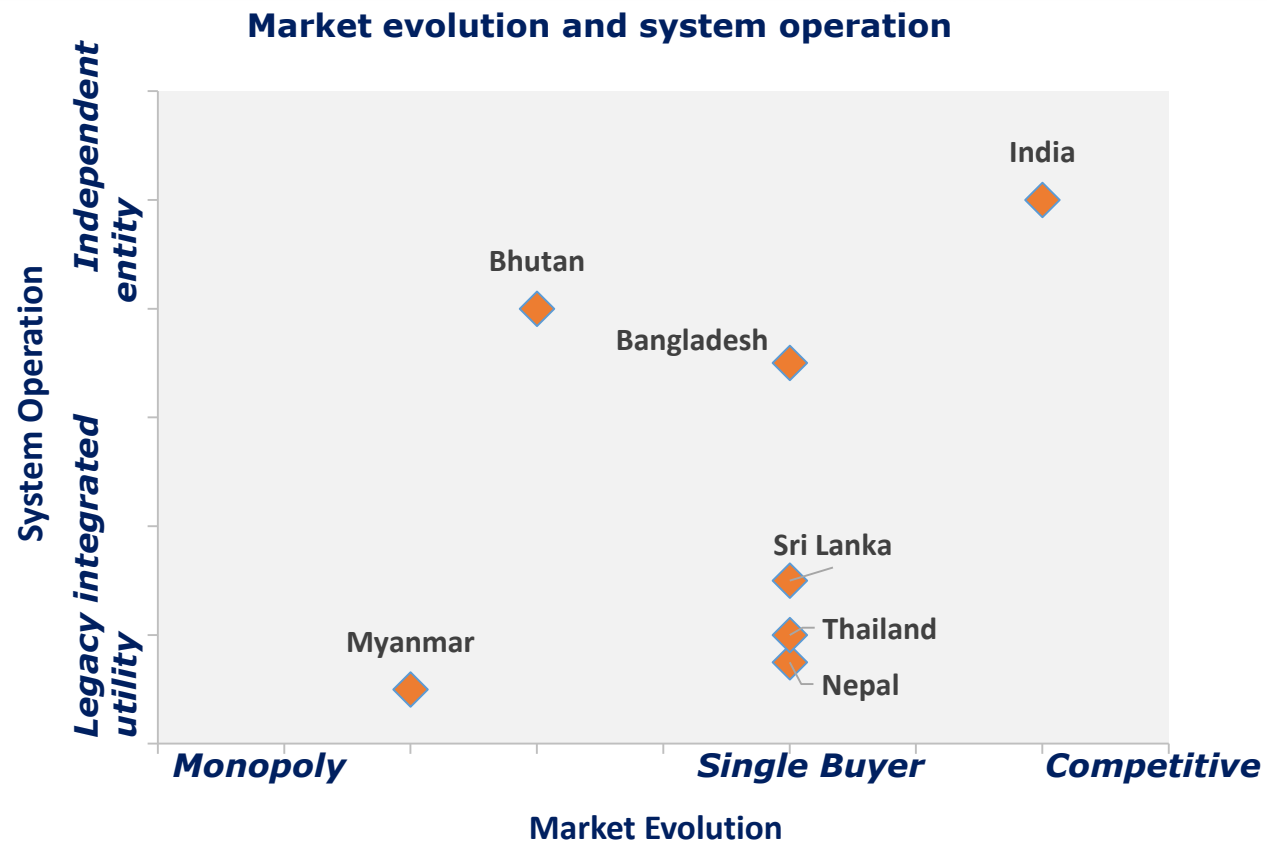 Market evolution and system operation
System Operation
Independent
entity
Legacy integrated
utility
India
Bhutan
Bangladesh
Sri Lanka
Thailand
Myanmar
Nepal
Monopoly
Single Buyer
Competitive
Market Evolution